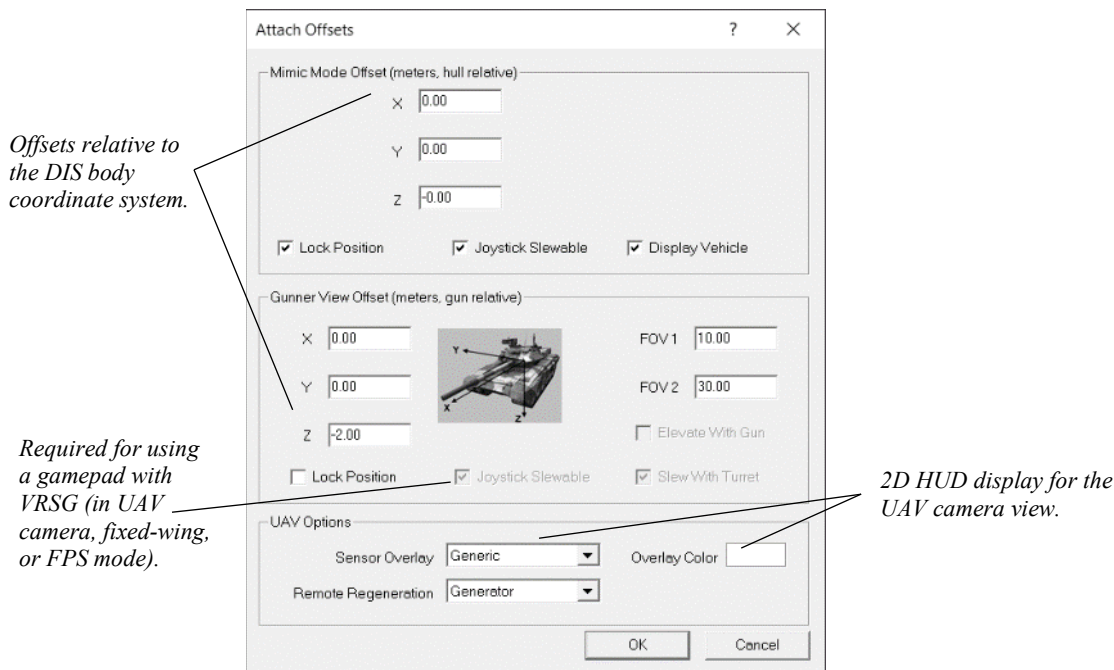 Attach Offsets
?
Mimic Mode Offset (meters, hull relative)
X 0.00
Y 0.00
Z -0.00
Lock Position
Joystick Slewable
Display Vehicle
Offsets relative to
the DIS body
coordinate system.
Gunner View Offset (meters, gun relative)
X 0.00
Y 0.00
Z -2.00
Y
X
Z
FOV 1 10.00
FOV 2 30.00
Elevate With Gun
Lock Position
Joystick Slewable
Slew With Turret
Required for using
a gamepad with
VRSG (in UAV
camera, fixed-wing,
or FPS mode).
2D HUD display for the
UAV camera view.
UAV Options
Sensor Overlay Generic
Overlay Color
Remote Regeneration Generator
OK
Cancel